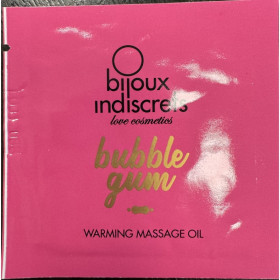 bijoux
indiscrets
love cosmetics
bubble
gum
WARMING MASSAGE OIL